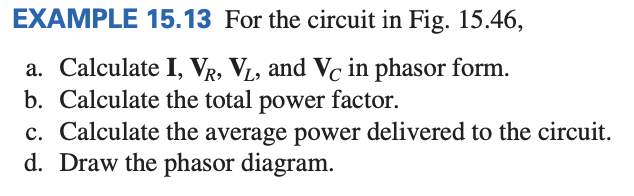 EXAMPLE 15.13 For the circuit in Fig. 15.46,
a. Calculate I, V_R, V_L, and V_C in phasor form.
b. Calculate the total power factor.
c. Calculate the average power delivered to the circuit.
d. Draw the phasor diagram.